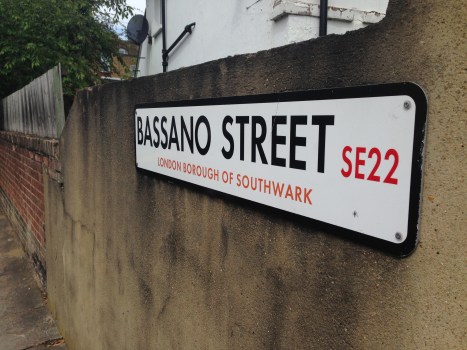 BASSANO STREET SE22
LONDON BOROUGH OF SOUTHWARK